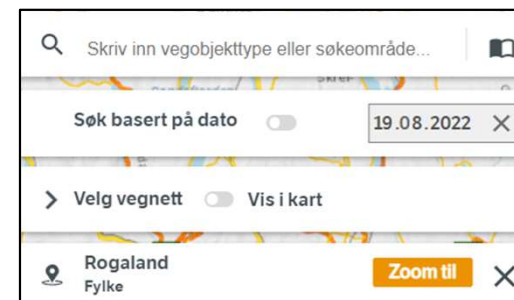 Skriv inn vegobjekttype eller søkeområde...
Søk basert på dato 19.08.2022
Velg vegnett Vis i kart
Rogaland
Fylke
Zoom til